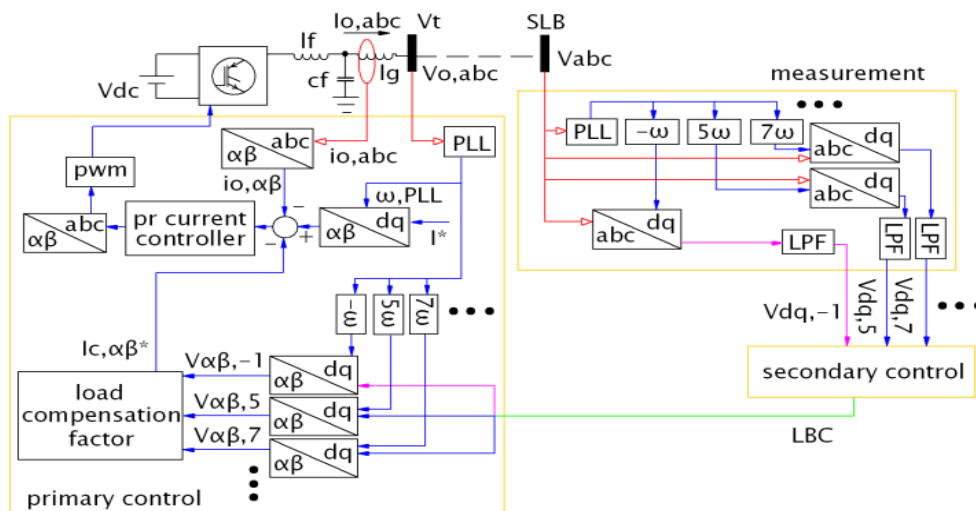 Io,abc
Vt
SLB
If
Ig
Vo,abc
Vabc
cf
Vdc
measurement
PLL
-ω
5ω
7ω
abc
dq
abc
dq
abc
dq
LPF
LPF
LPF
Vdq,-1
Vdq,5
Vdq,7
secondary control
LBC
abc
αβ
io,abc
PLL
pwm
io,αβ
ω,PLL
abc
αβ
pr current
controller
-
-
+
dq
αβ
I*
-ω
5ω
7ω
Ic,αβ*
Vαβ,-1
dq
αβ
load
compensation
factor
Vαβ,5
dq
αβ
Vαβ,7
dq
αβ
primary control